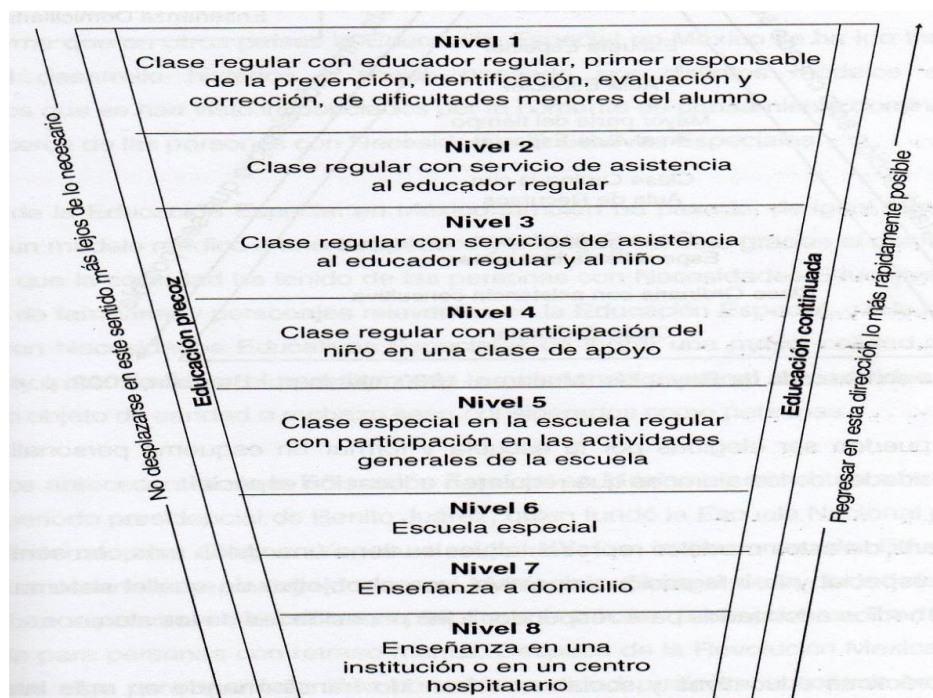 Nivel 1
Clase regular con educador regular, primer responsable
de la prevención, identificación, evaluación y
corrección, de dificultades menores del alumno.
Nivel 2
Clase regular con servicio de asistencia
al educador regular
Nivel 3
Clase regular con servicios de asistencia
al educador regular y al niño
Nivel 4
Clase regular con participación del
niño en una clase de apoyo
Nivel 5
Clase especial en la escuela regular
con participación en las actividades
generales de la escuela
Nivel 6
Escuela especial
Nivel 7
Enseñanza a domicilio
Nivel 8
Enseñanza en una
institución o en un centro
hospitalario
No desplazarse en este sentido más lejos de lo necesario.
Educación precoz
Educación continuada
Regresar en esta dirección lo más rápidamente posible